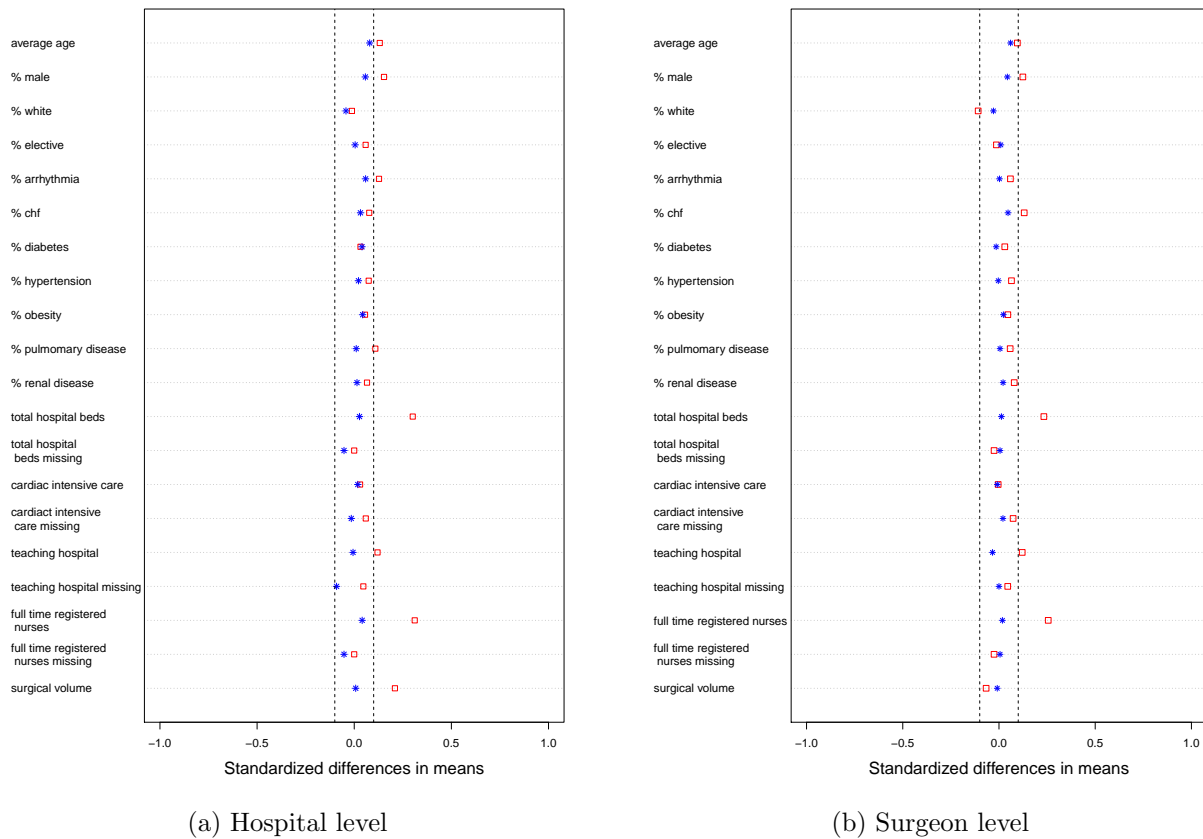 average age
% male
% white
% elective
% arrhythmia
% chf
% diabetes
% hypertension
% obesity
% pulmomary disease
% renal disease
total hospital beds
total hospital
beds missing
cardiac intensive care
cardiact intensive
care missing
teaching hospital
teaching hospital missing
full time registered
nurses
full time registered
nurses missing
surgical volume
−1.0 −0.5 0.0 0.5 1.0
Standardized differences in means
(a) Hospital level
average age
% male
% white
% elective
% arrhythmia
% chf
% diabetes
% hypertension
% obesity
% pulmomary disease
% renal disease
total hospital beds
total hospital
beds missing
cardiac intensive care
cardiact intensive
care missing
teaching hospital
teaching hospital missing
full time registered nurses
full time registered
nurses missing
surgical volume
−1.0 −0.5 0.0 0.5 1.0
Standardized differences in means
(b) Surgeon level